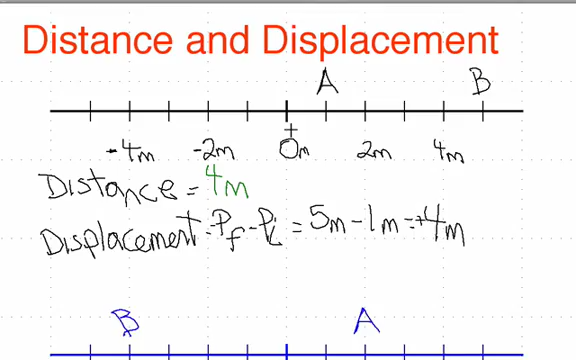 Distance and Displacement
A B
-4m -2m 0m 2m 4m
Distance = 4m
Displacement = Pf - Pi = 5m - 1m = +4m
B A